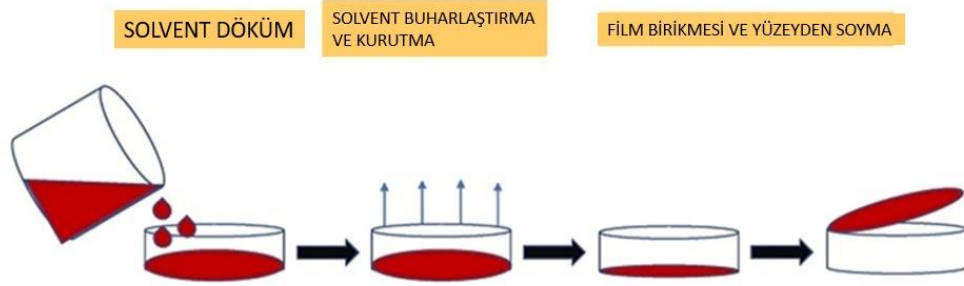 SOLVENT DÖKÜM
SOLVENT BUHARLAŞTIRMA
VE KURUTMA
FİLM BİRİKMESİ VE YÜZEYDEN SOYMA